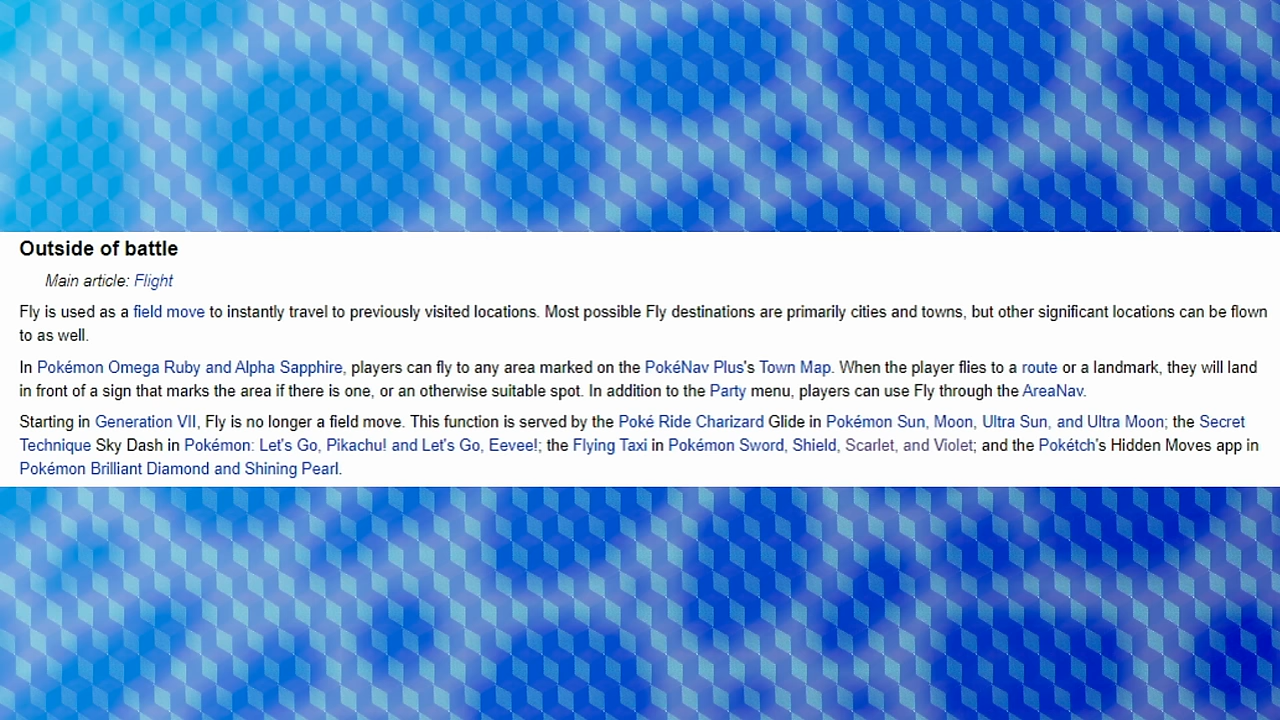 Outside of battle
Main article: Flight
Fly is used as a field move to instantly travel to previously visited locations. Most possible Fly destinations are primarily cities and towns, but other significant locations can be flown
to as well.
In Pokémon Omega Ruby and Alpha Sapphire, players can fly to any area marked on the PokéNav Plus's Town Map. When the player flies to a route or a landmark, they will land
in front of a sign that marks the area if there is one, or an otherwise suitable spot. In addition to the Party menu, players can use Fly through the AreaNav.
Starting in Generation VII, Fly is no longer a field move. This function is served by the Poké Ride Charizard Glide in Pokémon Sun, Moon, Ultra Sun, and Ultra Moon; the Secret
Technique Sky Dash in Pokémon: Let's Go, Pikachu! and Let's Go, Eevee!; the Flying Taxi in Pokémon Sword, Shield, Scarlet, and Violet; and the Pokétch's Hidden Moves app in
Pokémon Brilliant Diamond and Shining Pearl.